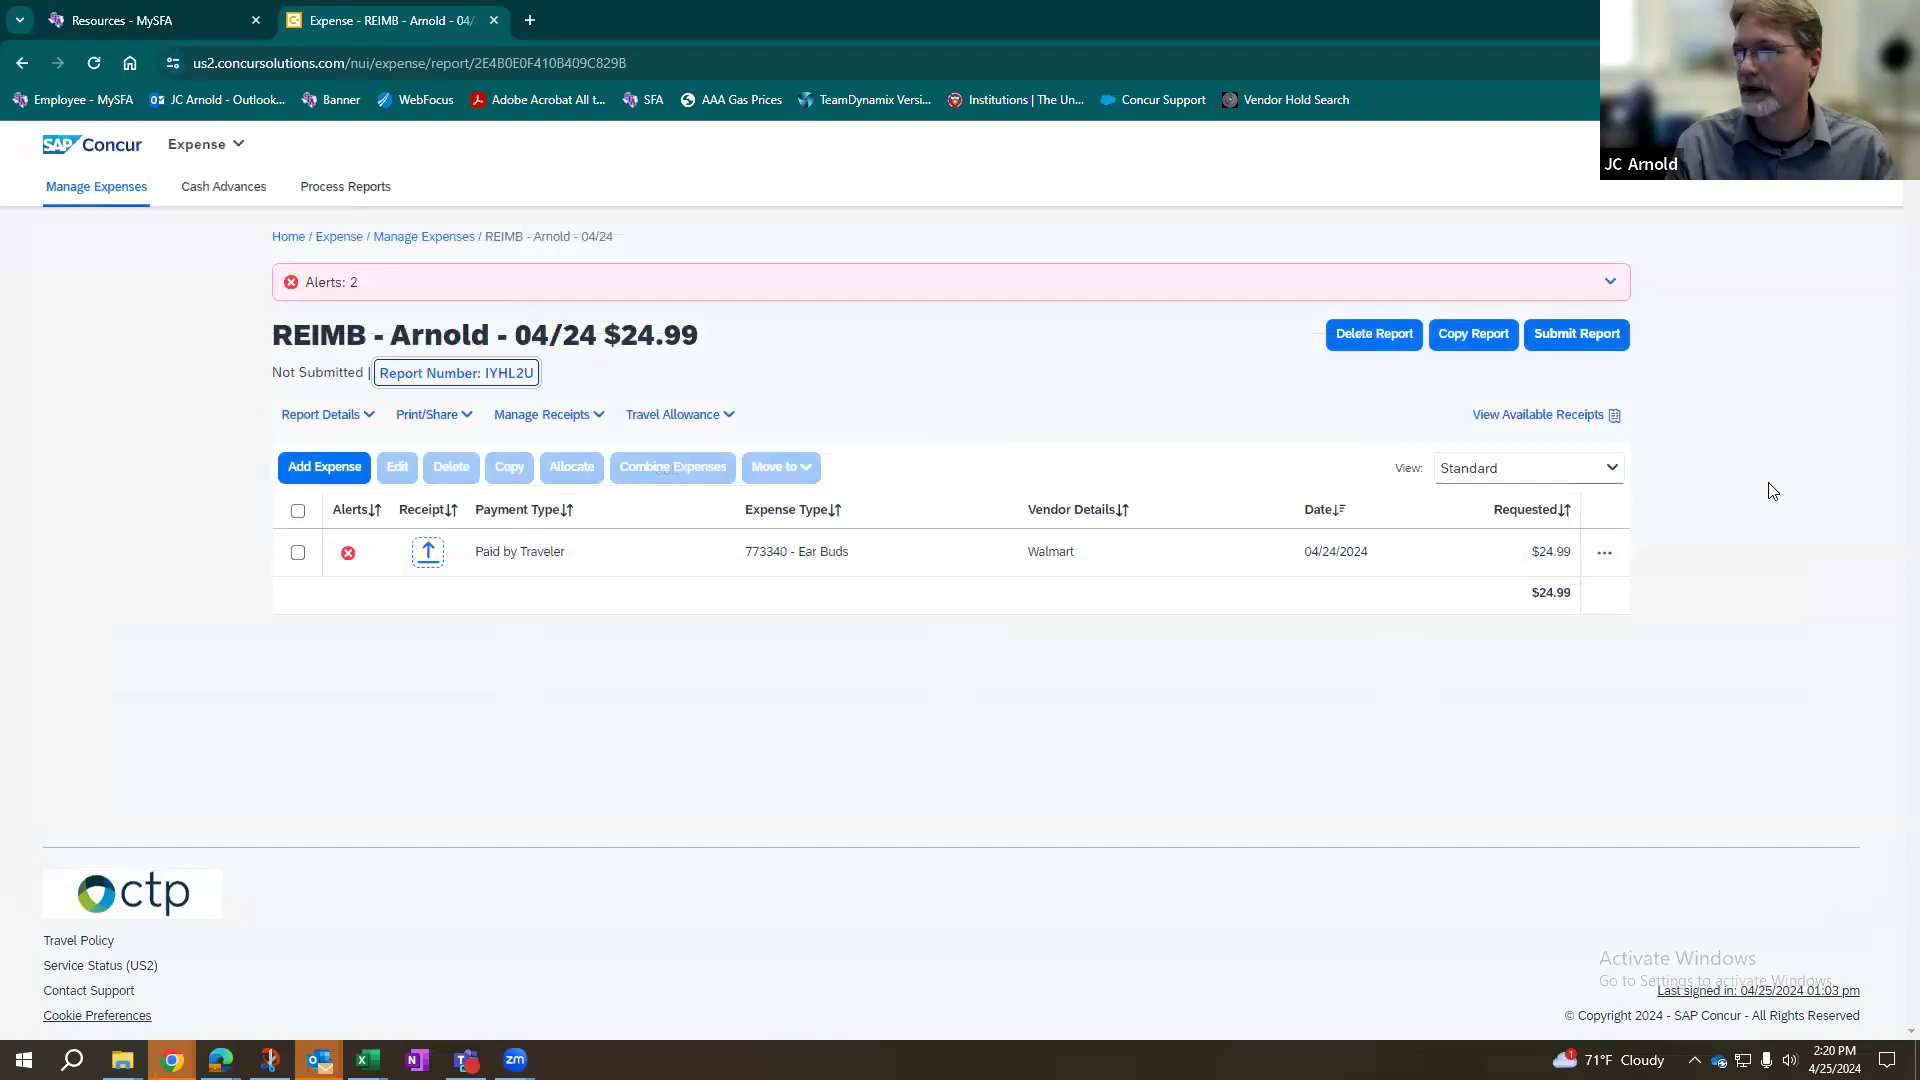 Resources - MySFA
Expense - REIMB - Arnold - 04/
us2.concursolutions.com/nui/expense/report/2E4B0E0F410B409C829B
Employee - MySFA
JC Arnold - Outlook...
Banner
WebFocus
Adobe Acrobat All t...
SFA
AAA Gas Prices
TeamDynamix Versi...
Institutions | The Un...
Concur Support
Vendor Hold Search
JC Arnold
SAP Concur
Expense
Manage Expenses
Cash Advances
Process Reports
Home / Expense / Manage Expenses / REIMB - Arnold - 04/24
Alerts: 2
REIMB - Arnold - 04/24 $24.99
Delete Report
Copy Report
Submit Report
Not Submitted | Report Number: IYHL2U
Report Details
Print/Share
Manage Receipts
Travel Allowance
View Available Receipts
Add Expense
Edit
Delete
Copy
Allocate
Combine Expenses
Move to
View: Standard
Alerts
Receipt
Payment Type
Expense Type
Vendor Details
Date
Requested
Paid by Traveler
773340 - Ear Buds
Walmart
04/24/2024
$24.99
$24.99
ctp
Travel Policy
Service Status (US2)
Contact Support
Cookie Preferences
Activate Windows
Go to Settings to activate Windows.
Last signed in: 04/25/2024 01:03 pm
© Copyright 2024 - SAP Concur - All Rights Reserved
zm
1
71°F Cloudy
2:20 PM
4/25/2024